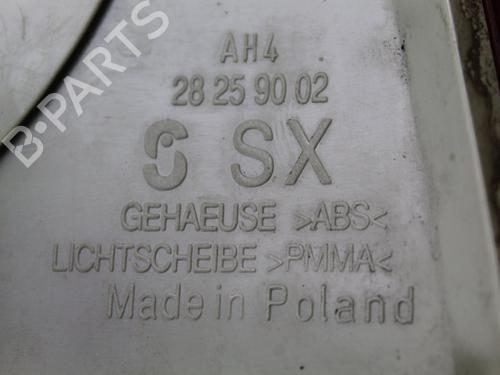 AH4
28 25 90 02
SX
GEHAEUSE >ABS<
LICHTSCHEIBE >PMMA<
Made in Poland
B-PARTS